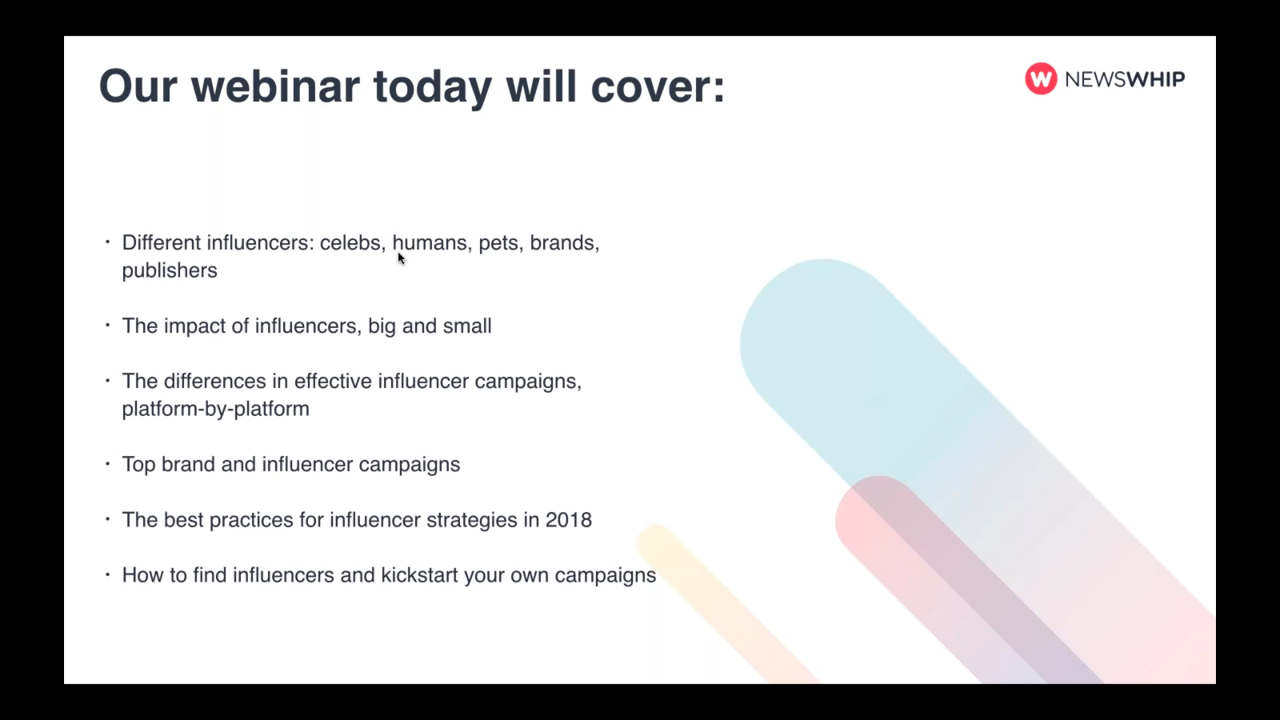 Our webinar today will cover:
W NEWSWHIP
· Different influencers: celebs, humans, pets, brands,
publishers
· The impact of influencers, big and small
· The differences in effective influencer campaigns,
platform-by-platform
· Top brand and influencer campaigns
· The best practices for influencer strategies in 2018
· How to find influencers and kickstart your own campaigns